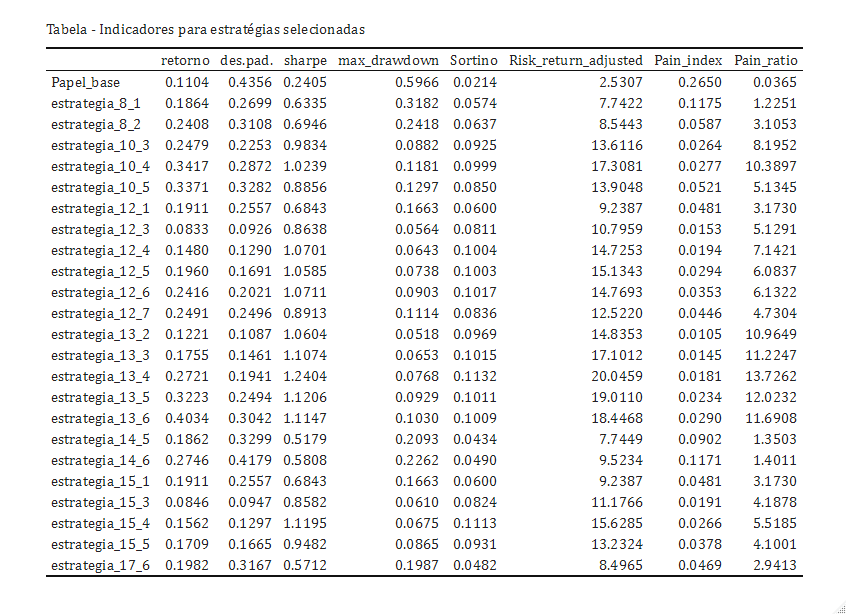 Tabela - Indicadores para estratégias selecionadas
retorno des.pad. sharpe max_drawdown Sortino Risk_return_adjusted Pain_index Pain_ratio
Papel_base 0.1104 0.4356 0.2405 0.5966 0.0214 2.5307 0.2650 0.0365
estrategia_8_1 0.1864 0.2699 0.6335 0.3182 0.0574 7.7422 0.1175 1.2251
estrategia_8_2 0.2408 0.3108 0.6946 0.2418 0.0637 8.5443 0.0587 3.1053
estrategia_10_3 0.2479 0.2253 0.9834 0.0882 0.0925 13.6116 0.0264 8.1952
estrategia_10_4 0.3417 0.2872 1.0239 0.1181 0.0999 17.3081 0.0277 10.3897
estrategia_10_5 0.3371 0.3282 0.8856 0.1297 0.0850 13.9048 0.0521 5.1345
estrategia_12_1 0.1911 0.2557 0.6843 0.1663 0.0600 9.2387 0.0481 3.1730
estrategia_12_3 0.0833 0.0926 0.8638 0.0564 0.0811 10.7959 0.0153 5.1291
estrategia_12_4 0.1480 0.1290 1.0701 0.0643 0.1004 14.7253 0.0194 7.1421
estrategia_12_5 0.1960 0.1691 1.0585 0.0738 0.1003 15.1343 0.0294 6.0837
estrategia_12_6 0.2416 0.2021 1.0711 0.0903 0.1017 14.7693 0.0353 6.1322
estrategia_12_7 0.2491 0.2496 0.8913 0.1114 0.0836 12.5220 0.0446 4.7304
estrategia_13_2 0.1221 0.1087 1.0604 0.0518 0.0969 14.8353 0.0105 10.9649
estrategia_13_3 0.1755 0.1461 1.1074 0.0653 0.1015 17.1012 0.0145 11.2247
estrategia_13_4 0.2721 0.1941 1.2404 0.0768 0.1132 20.0459 0.0181 13.7262
estrategia_13_5 0.3223 0.2494 1.1206 0.0929 0.1011 19.0110 0.0234 12.0232
estrategia_13_6 0.4034 0.3042 1.1147 0.1030 0.1009 18.4468 0.0290 11.6908
estrategia_14_5 0.1862 0.3299 0.5179 0.2093 0.0434 7.7449 0.0902 1.3503
estrategia_14_6 0.2746 0.4179 0.5808 0.2262 0.0490 9.5234 0.1171 1.4011
estrategia_15_1 0.1911 0.2557 0.6843 0.1663 0.0600 9.2387 0.0481 3.1730
estrategia_15_3 0.0846 0.0947 0.8582 0.0610 0.0824 11.1766 0.0191 4.1878
estrategia_15_4 0.1562 0.1297 1.1195 0.0675 0.1113 15.6285 0.0266 5.5185
estrategia_15_5 0.1709 0.1665 0.9482 0.0865 0.0931 13.2324 0.0378 4.1001
estrategia_17_6 0.1982 0.3167 0.5712 0.1987 0.0482 8.4965 0.0469 2.9413